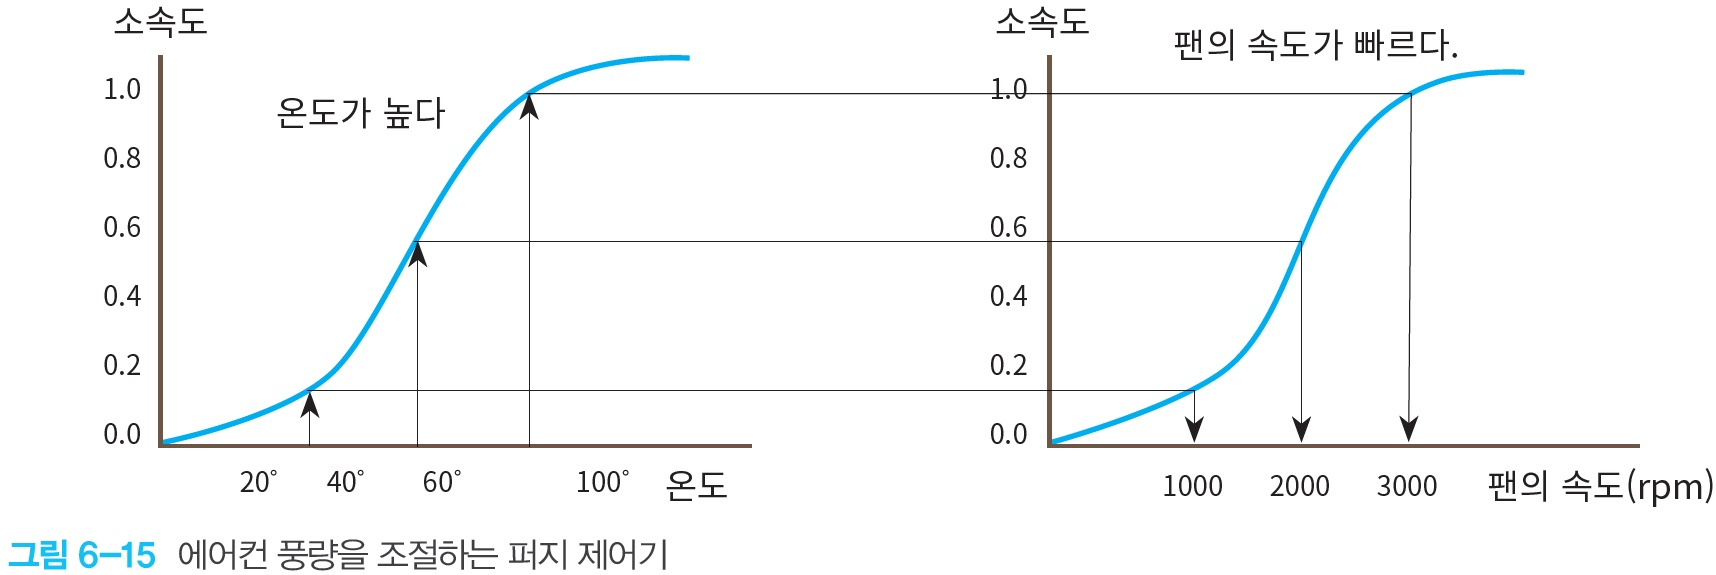 소속도
1.0
0.8
0.6
0.4
0.2
0.0
온도가 높다
20° 40° 60° 100° 온도
소속도
1.0
0.8
0.6
0.4
0.2
0.0
팬의 속도가 빠르다.
1000 2000 3000 팬의 속도(rpm)
그림 6-15 에어컨 풍량을 조절하는 퍼지 제어기